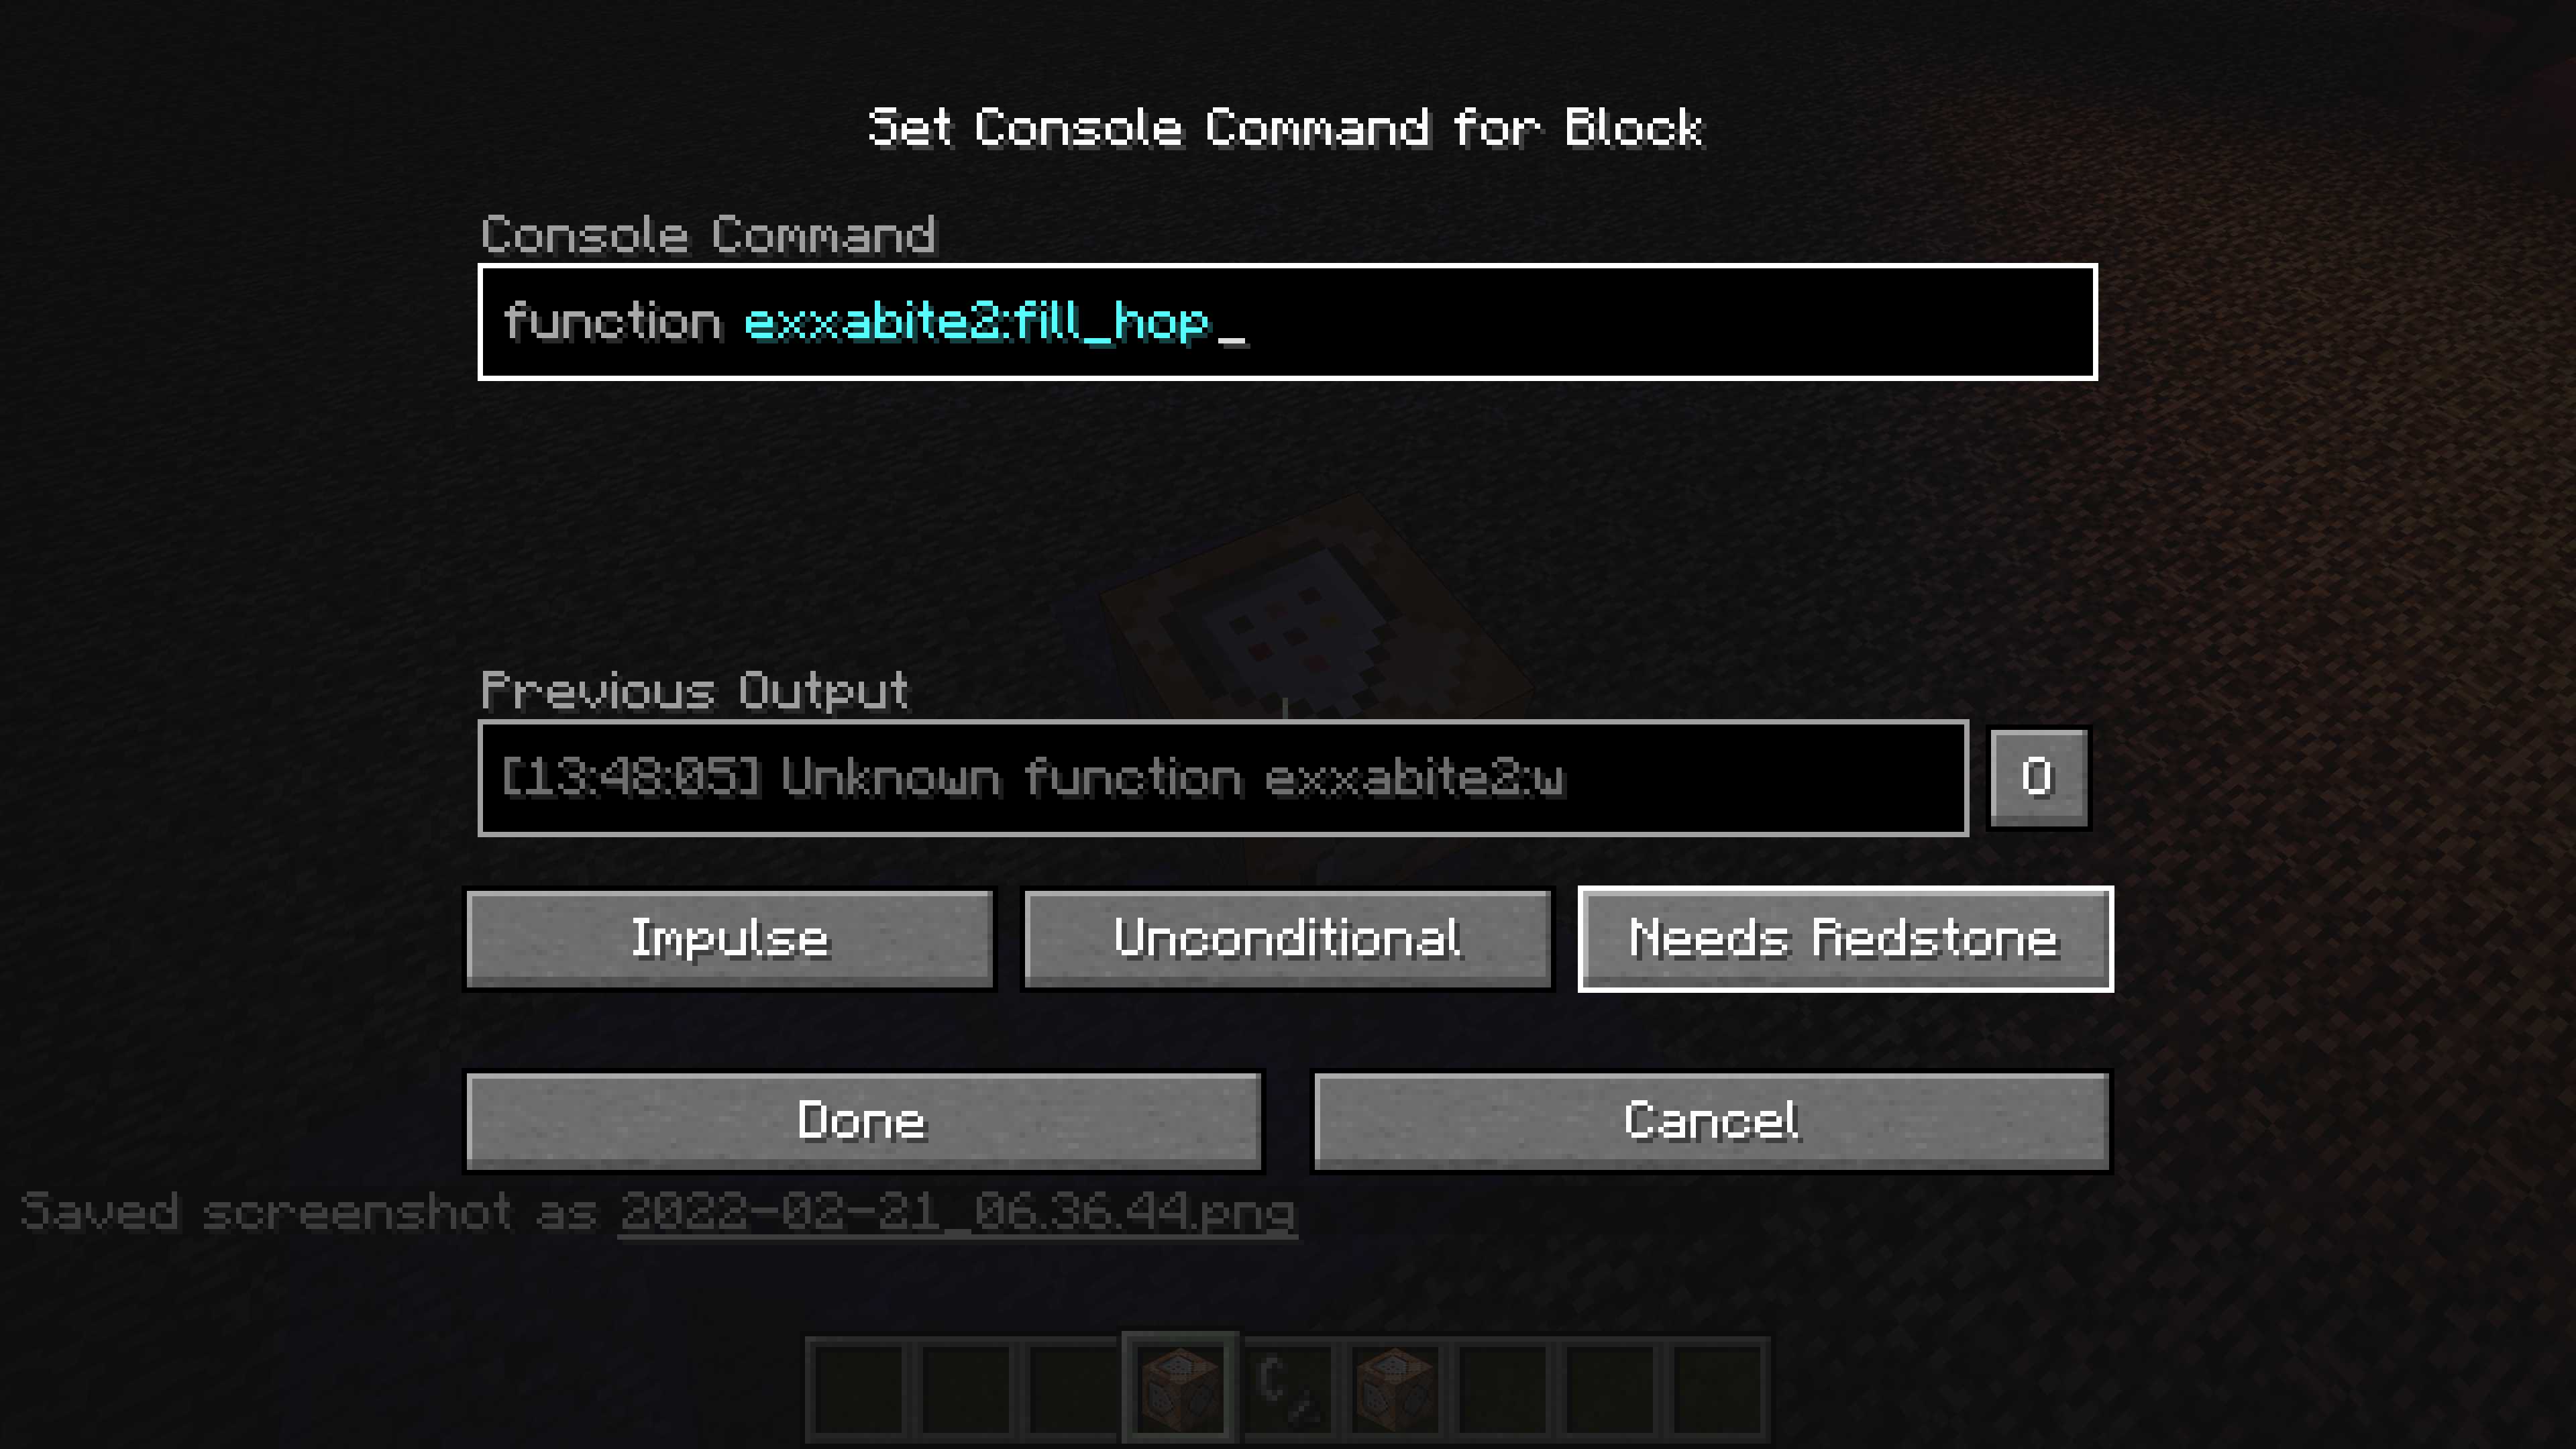 Set Console Command for Block
Console Command
function exxabite2:fill_hop_
Previous Output
[13:48:05] Unknown function exxabite2:w
O
Impulse
Unconditional
Needs Redstone
Done
Cancel
Saved screenshot as 2022-02-21_06.36.44.png